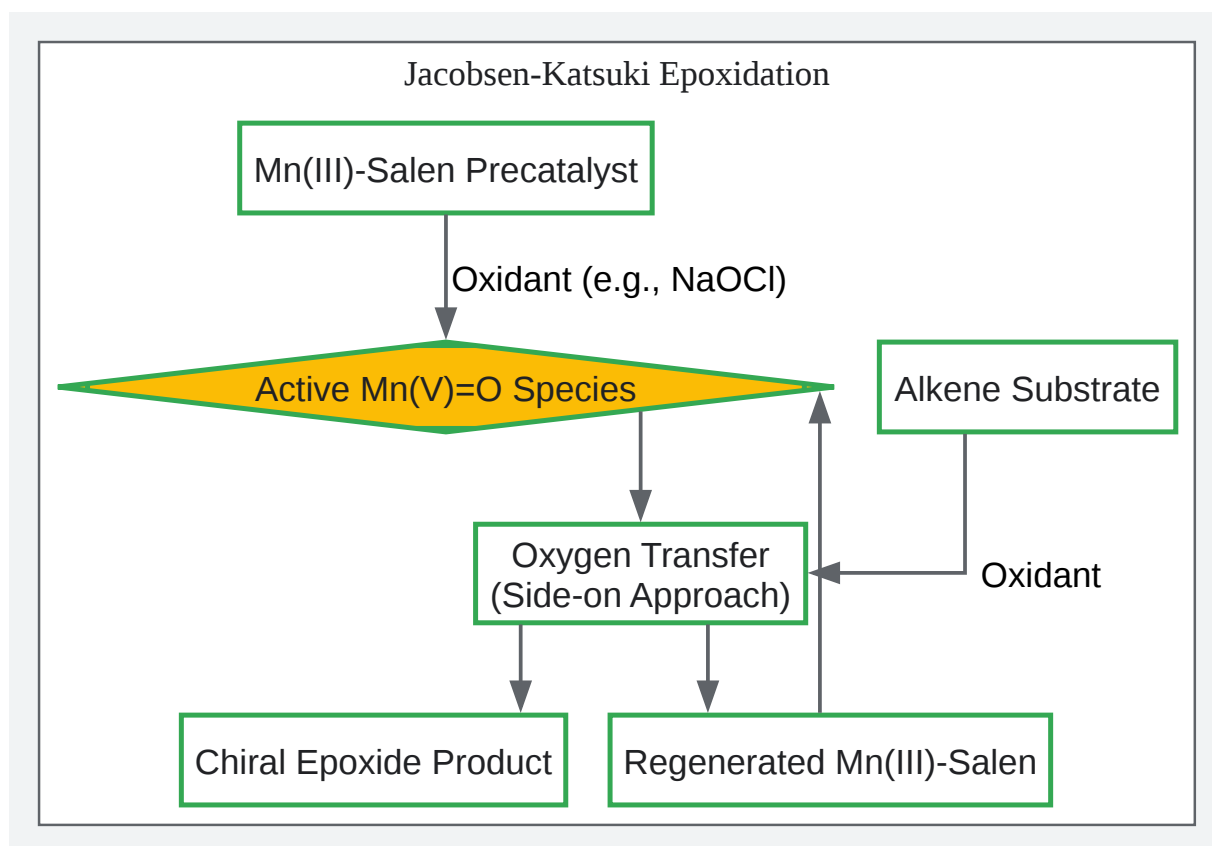 Jacobsen-Katsuki Epoxidation
Mn(III)-Salen Precatalyst
Oxidant (e.g., NaOCl)
Active Mn(V)=O Species
Alkene Substrate
Oxygen Transfer
(Side-on Approach)
Oxidant
Chiral Epoxide Product
Regenerated Mn(III)-Salen